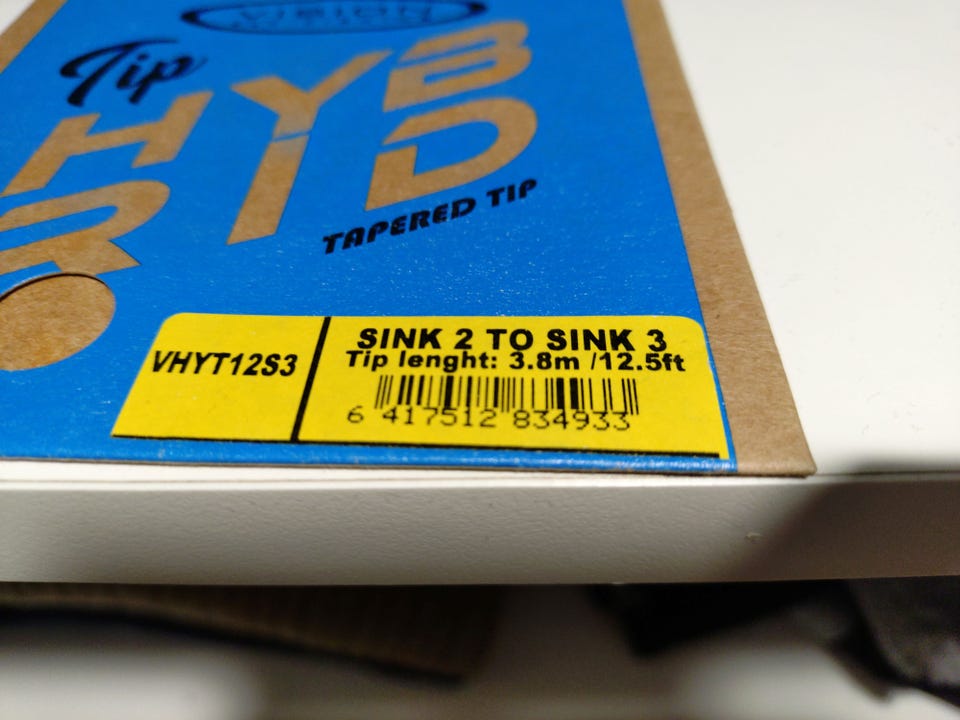 VISION
Tip
HYB
RID
TAPERED TIP
VHYT12S3
SINK 2 TO SINK 3
Tip lenght: 3.8m /12.5ft
6 417512 834933